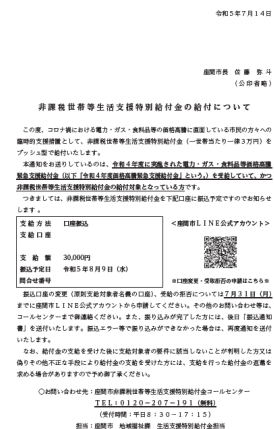 令和５年７月１４日
座間市長　佐藤　弥斗
（公印省略）
非課税世帯等生活支援特別給付金の給付について
この度、コロナ禍における電力・ガス・食料品等の価格高騰に直面している市民の方々への
臨時的支援措置として、非課税世帯等生活支援特別給付金（一世帯当たり一律３万円）を
プッシュ型で給付いたします。
本通知をお送りしているのは、令和４年度に実施された電力・ガス・食料品等価格高騰
緊急支援給付金（以下「令和４年度価格高騰緊急支援給付金」という。）を受給していて、かつ
非課税世帯等生活支援特別給付金の給付対象となっている方です。
つきましては、非課税世帯等生活支援特別給付金を下記口座に振込予定ですのでお知らせ
します。
支給方法　口座振込
支給口座
支給額　30,000円
振込予定日　令和５年８月９日（水）
問合せ番号
＜座間市ＬＩＮＥ公式アカウント＞
※口座変更・受取拒否の申請はこちら
振込口座の変更（原則支給対象者名義の口座）、受給の拒否については７月３１日（月）
までに座間市ＬＩＮＥ公式アカウントから申請してください。その他のお問い合わせ等は、
コールセンターまで御連絡ください。また、振り込みが完了した方には、後日「振込通知
書」を送付いたします。振込エラー等で振り込みができなかった場合は、再度通知を送付
いたします。
なお、給付金の支給を受けた後に支給対象者の要件に該当しないことが判明した方又は
偽りその他不正な手段により給付金の支給を受けた方には、支給を行った給付金の返還を
求める場合がありますので予め御了承ください。
○お問い合わせ先：座間市非課税世帯等生活支援特別給付金コールセンター
ＴＥＬ：０１２０－２０７－１９１（無料）
（受付時間：平日８：３０－１７：１５）
担当：座間市　地域福祉課　生活支援給付金担当